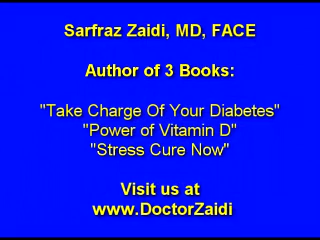 Sarfraz Zaidi, MD, FACE
Author of 3 Books:
"Take Charge Of Your Diabetes"
"Power of Vitamin D"
"Stress Cure Now"
Visit us at
www.DoctorZaidi